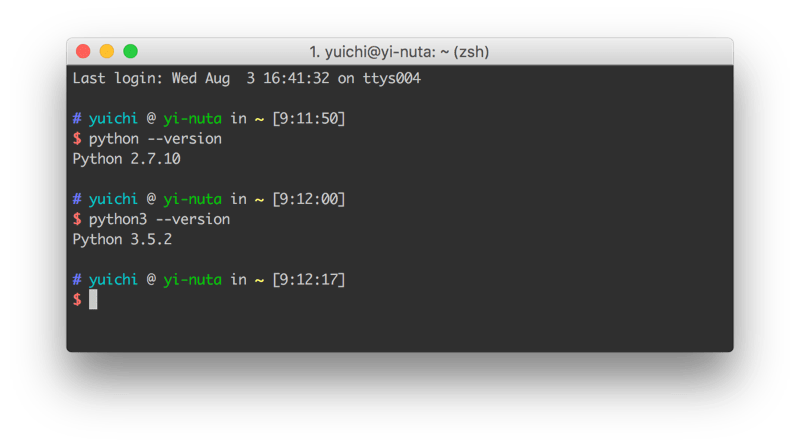 1. yuichi@yi-nuta: ~ (zsh)
Last login: Wed Aug  3 16:41:32 on ttys004
# yuichi @ yi-nuta in ~ [9:11:50]
$ python --version
Python 2.7.10
# yuichi @ yi-nuta in ~ [9:12:00]
$ python3 --version
Python 3.5.2
# yuichi @ yi-nuta in ~ [9:12:17]
$